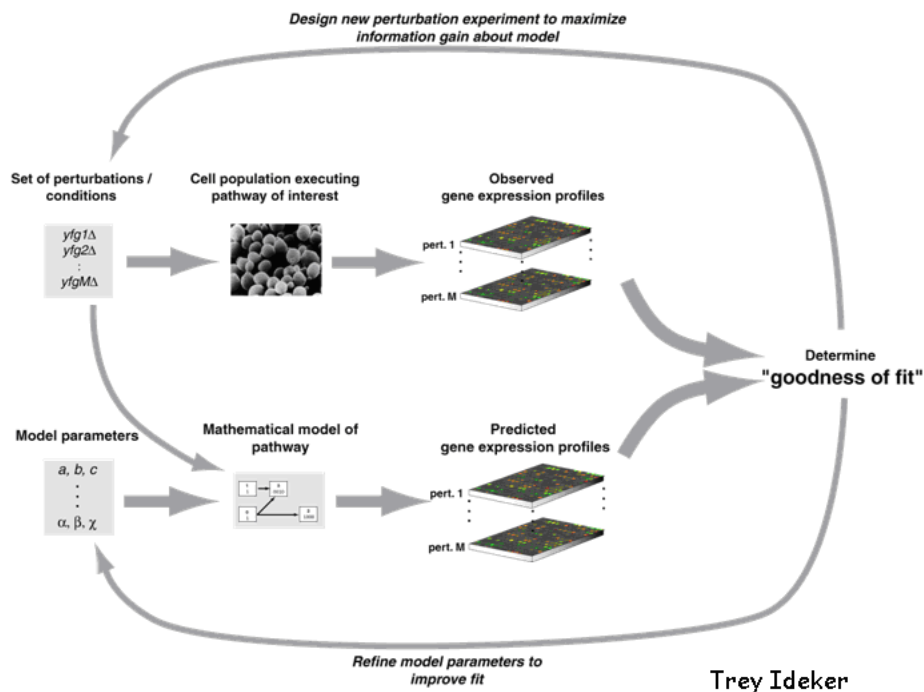 Design new perturbation experiment to maximize
information gain about model
Set of perturbations /
conditions
Cell population executing
pathway of interest
Observed
gene expression profiles
yfg1Δ
yfg2Δ
:
yfgMΔ
pert. 1
pert. M
Determine
"goodness of fit"
Model parameters
Mathematical model of
pathway
Predicted
gene expression profiles
a, b, c
α, β, χ
pert. 1
pert. M
Refine model parameters to
improve fit
Trey Ideker